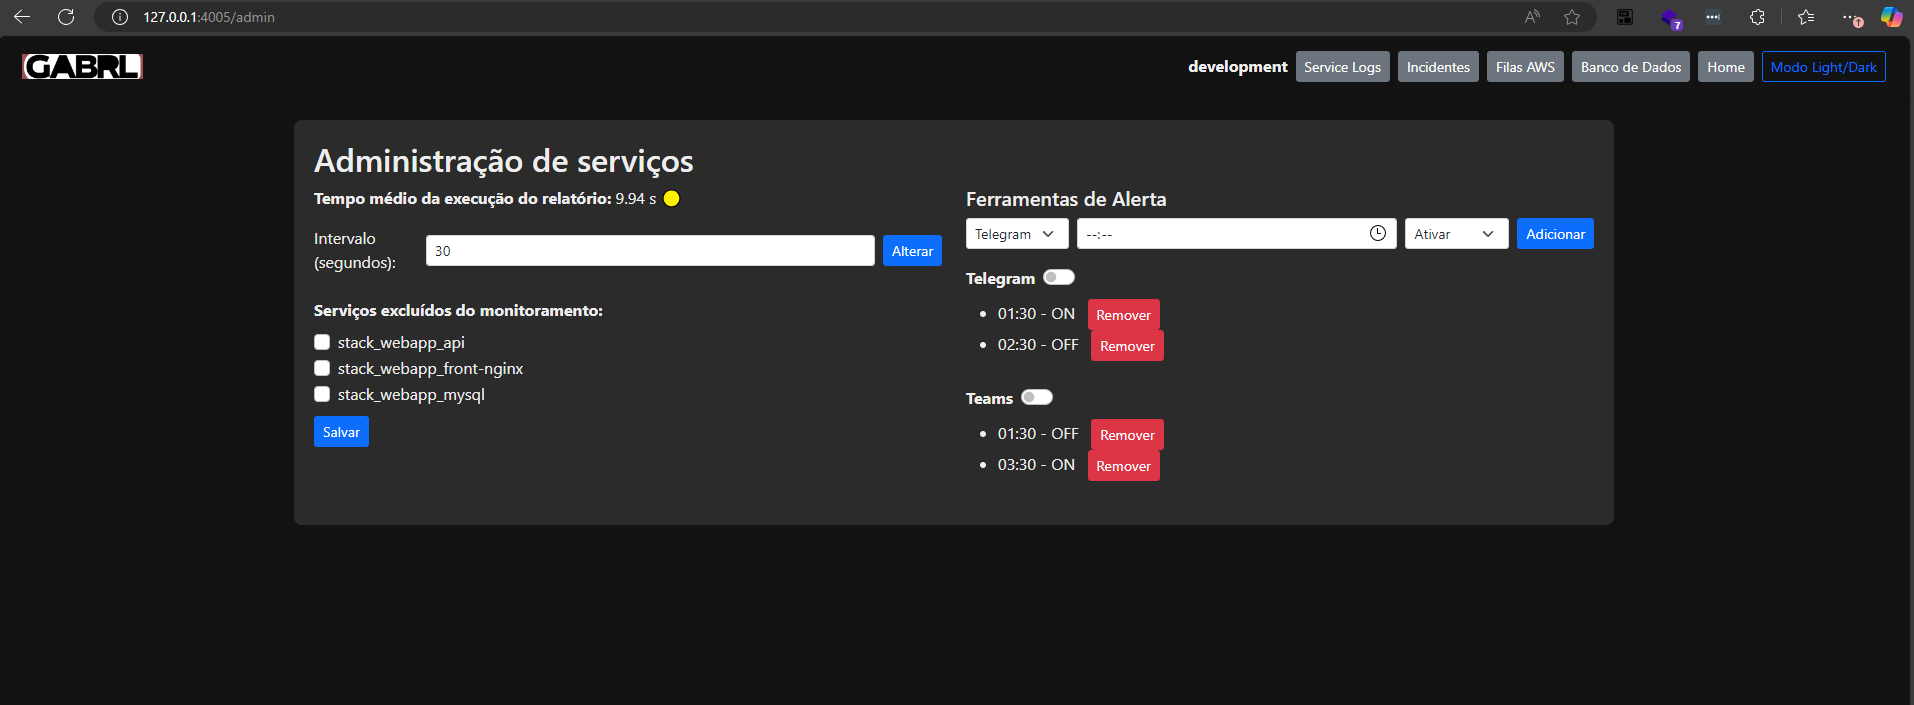 127.0.0.1:4005/admin
7
GABRL
development Service Logs Incidentes Filas AWS Banco de Dados Home Modo Light/Dark
Administração de serviços
Tempo médio da execução do relatório: 9.94 s
Intervalo
(segundos):
30
Alterar
Serviços excluídos do monitoramento:
stack_webapp_api
stack_webapp_front-nginx
stack_webapp_mysql
Salvar
Ferramentas de Alerta
Telegram --:-- Ativar Adicionar
Telegram
01:30 - ON Remover
02:30 - OFF Remover
Teams
01:30 - OFF Remover
03:30 - ON Remover